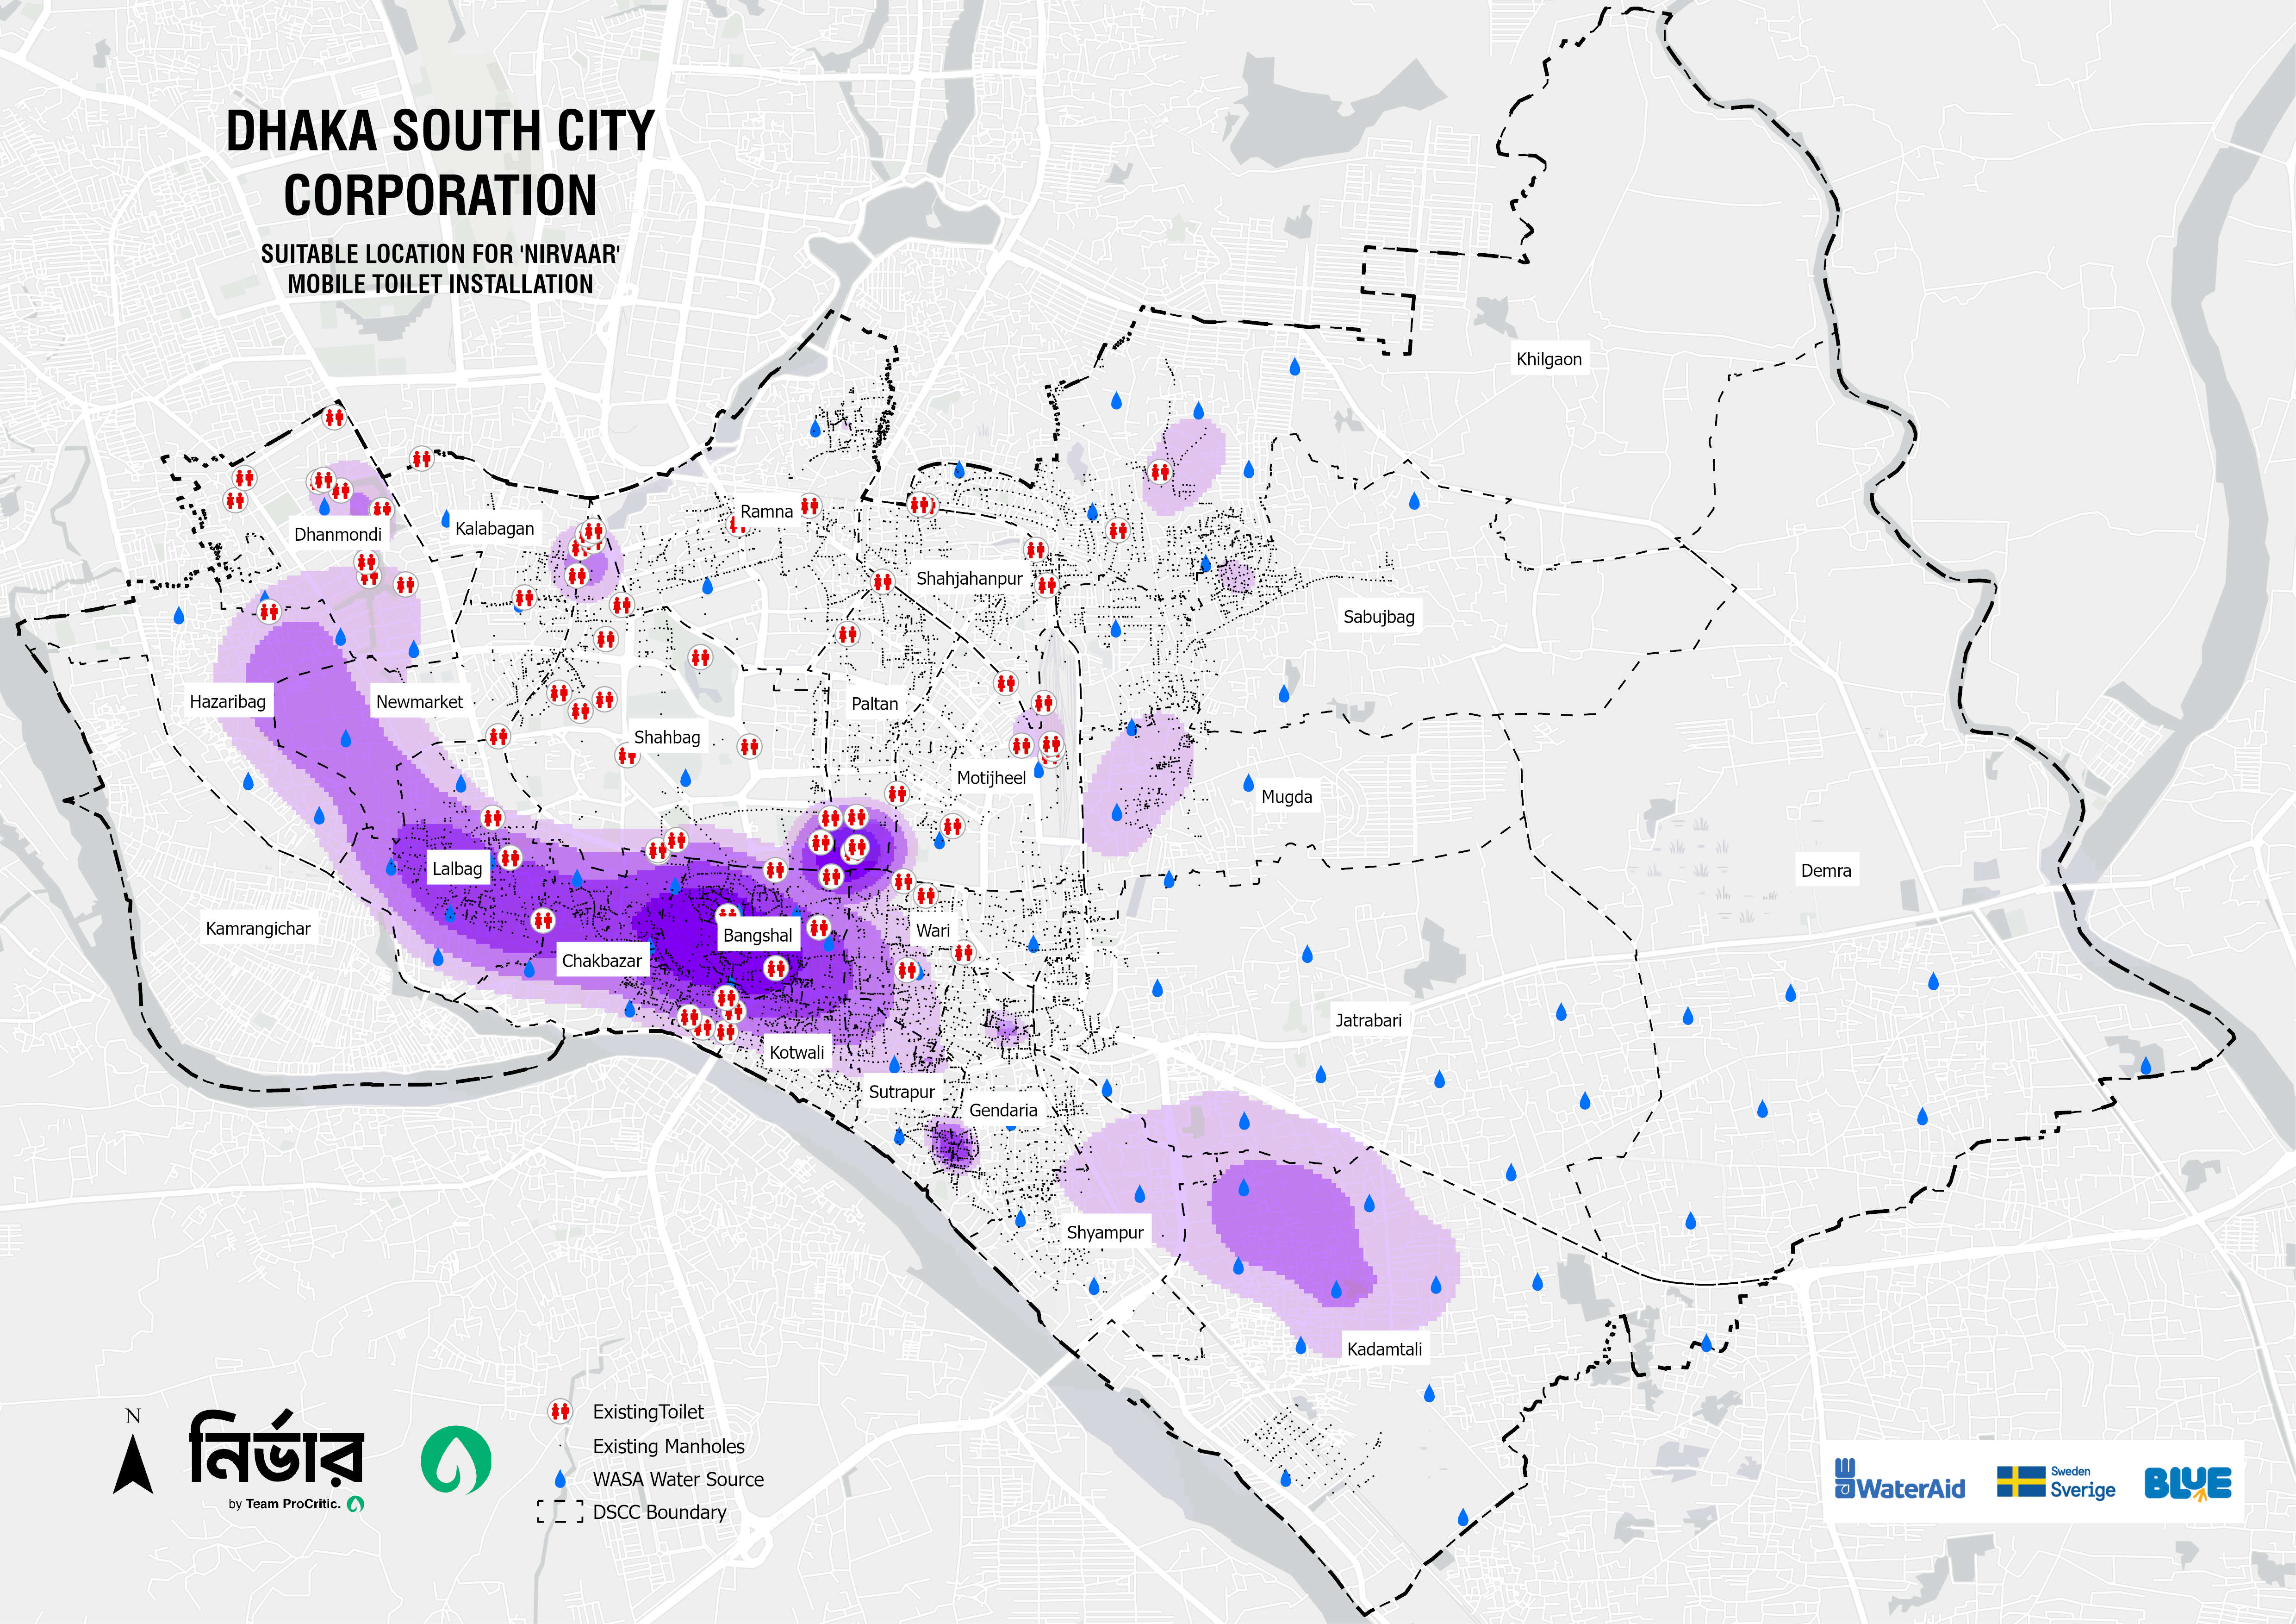 DHAKA SOUTH CITY
CORPORATION
SUITABLE LOCATION FOR 'NIRVAAR'
MOBILE TOILET INSTALLATION
Khilgaon
Ramna
Kalabagan
Dhanmondi
Shahjahanpur
Sabujbag
Hazaribag
Newmarket
Paltan
Shahbag
Motijheel
Mugda
Lalbag
Demra
Kamrangichar
Bangshal
Wari
Chakbazar
Jatrabari
Kotwali
Sutrapur
Gendaria
Shyampur
Kadamtali
N
নির্ভার
by Team ProCritic.
ExistingToilet
Existing Manholes
WASA Water Source
DSCC Boundary
WaterAid
Sweden
Sverige
BLUE